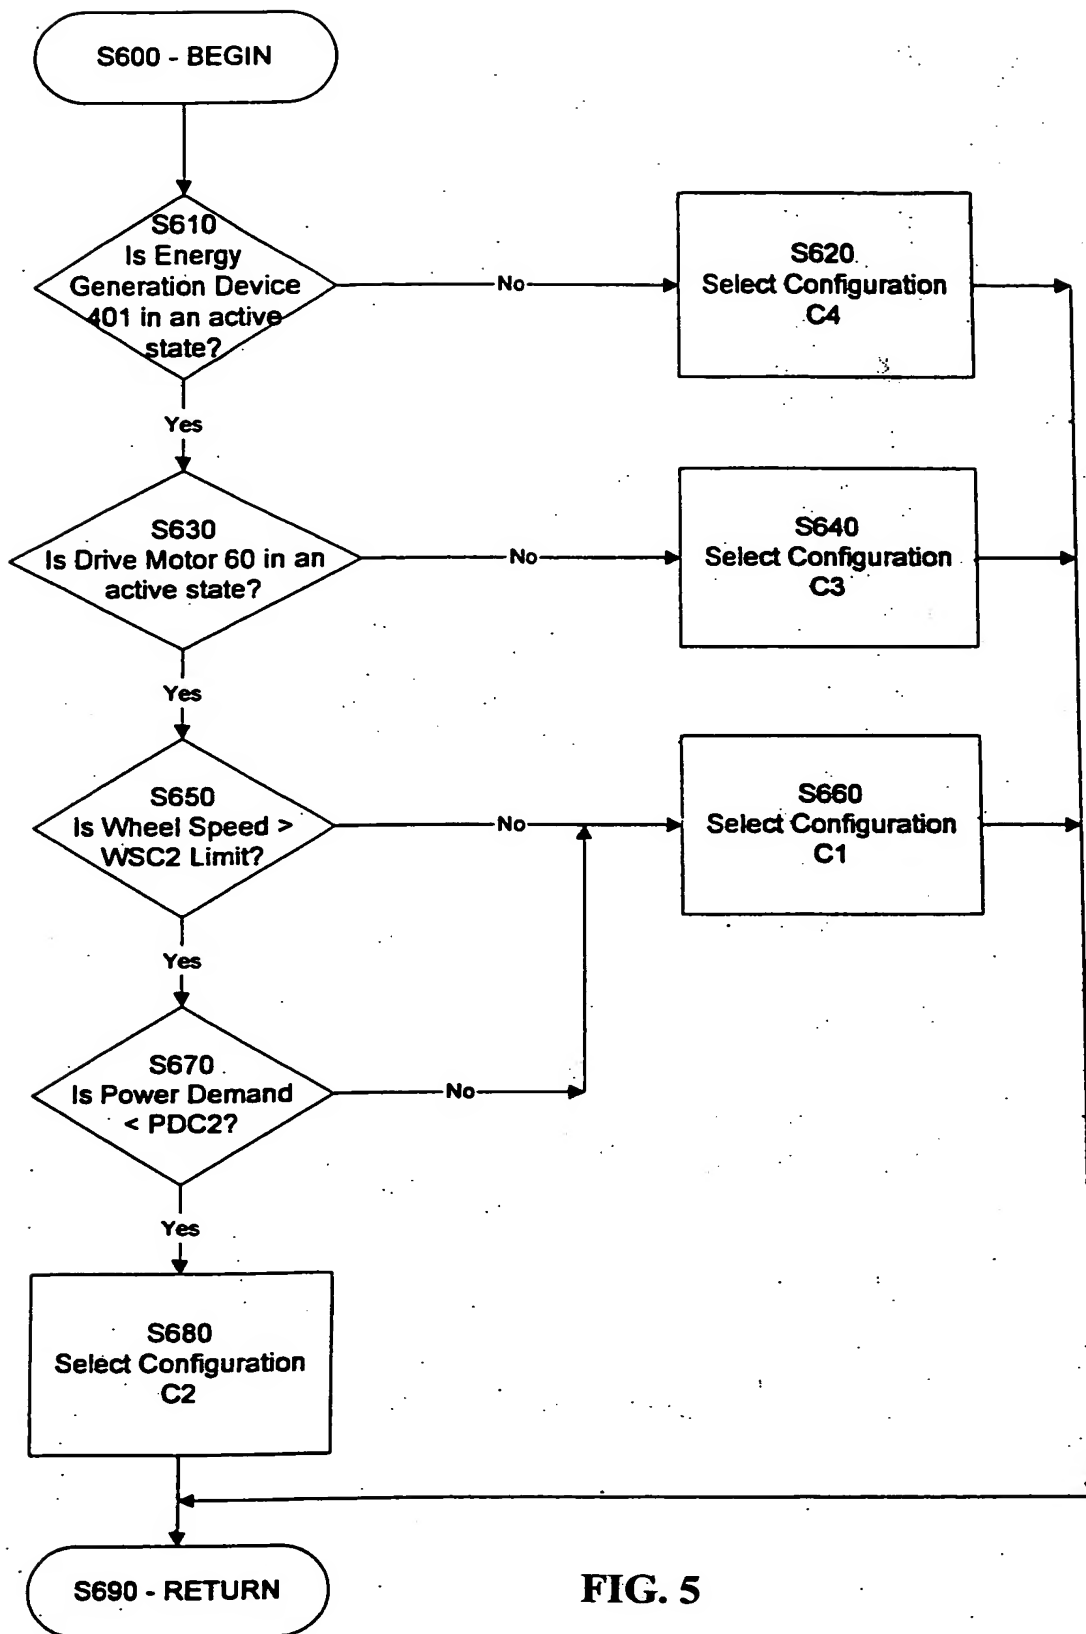 S600 - BEGIN
S610
Is Energy
Generation Device
401 in an active
state?
No
S620
Select Configuration
C4
Yes
S630
Is Drive Motor 60 in an
active state?
No
S640
Select Configuration
C3
Yes
S650
Is Wheel Speed >
WSC2 Limit?
No
S660
Select Configuration
C1
Yes
S670
Is Power Demand
< PDC2?
No
Yes
S680
Select Configuration
C2
S690 - RETURN
FIG. 5